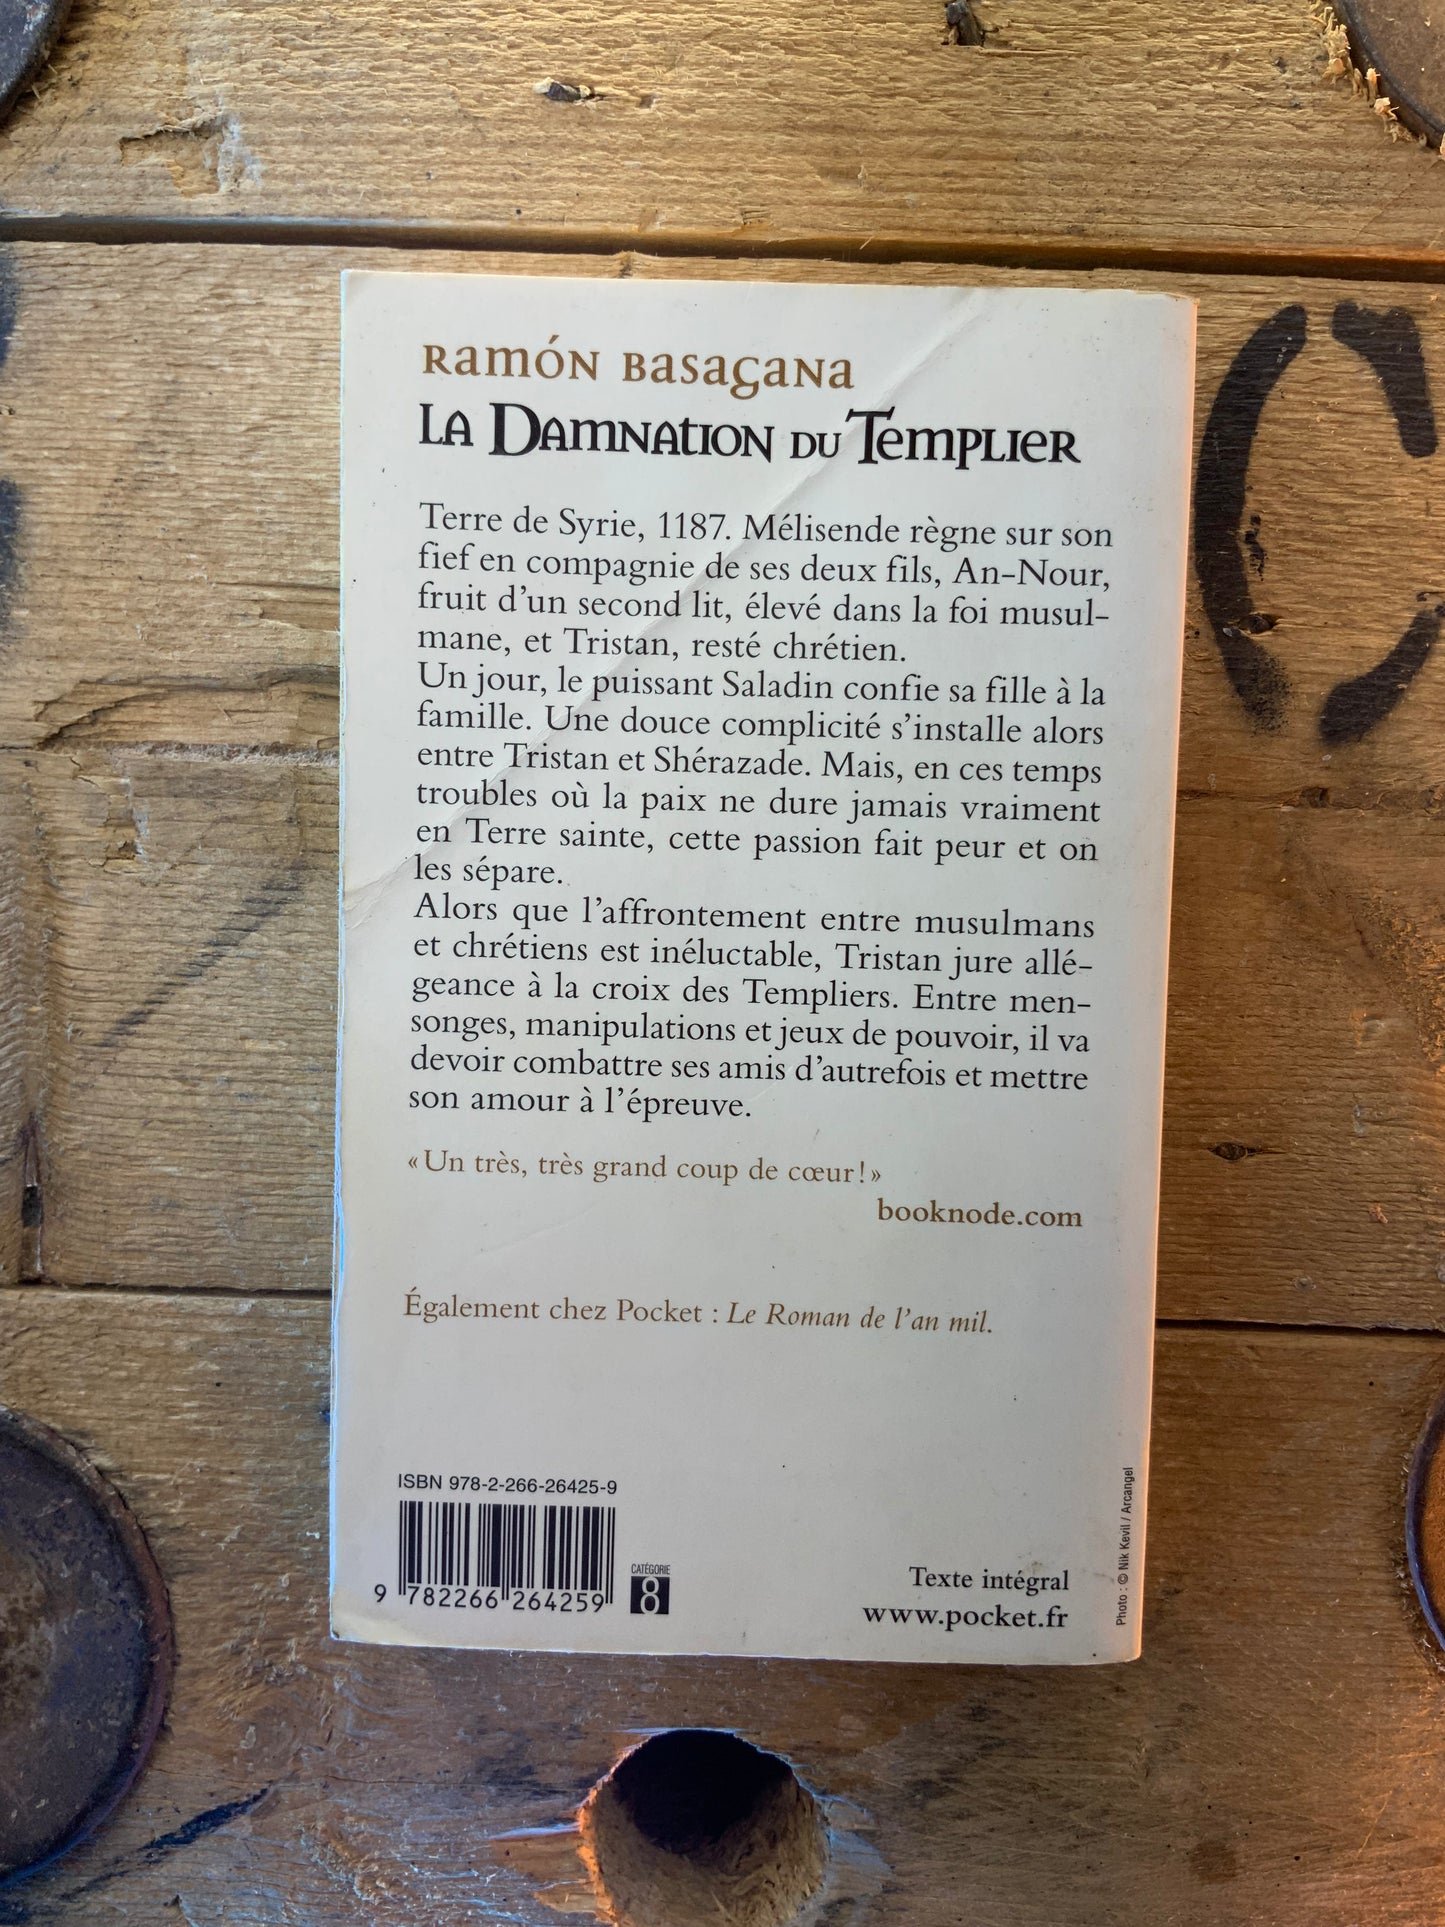 Ramón Basagana
La Damnation du Templier
Terre de Syrie, 1187. Mélisende règne sur son
fief en compagnie de ses deux fils, An-Nour,
fruit d'un second lit, élevé dans la foi musul-
mane, et Tristan, resté chrétien.
Un jour, le puissant Saladin confie sa fille à la
famille. Une douce complicité s'installe alors
entre Tristan et Shérazade. Mais, en ces temps
troubles où la paix ne dure jamais vraiment
en Terre sainte, cette passion fait peur et on
les sépare.
Alors que l'affrontement entre musulmans
et chrétiens est inéluctable, Tristan jure allé-
geance à la croix des Templiers. Entre men-
songes, manipulations et jeux de pouvoir, il va
devoir combattre ses amis d'autrefois et mettre
son amour à l'épreuve.
« Un très, très grand coup de cœur ! »
booknode.com
Également chez Pocket : Le Roman de l'an mil.
ISBN 978-2-266-26425-9
9 782266 264259
CATÉGORIE
8
Texte intégral
www.pocket.fr
Photo : © Nik Kevil / Arcangel